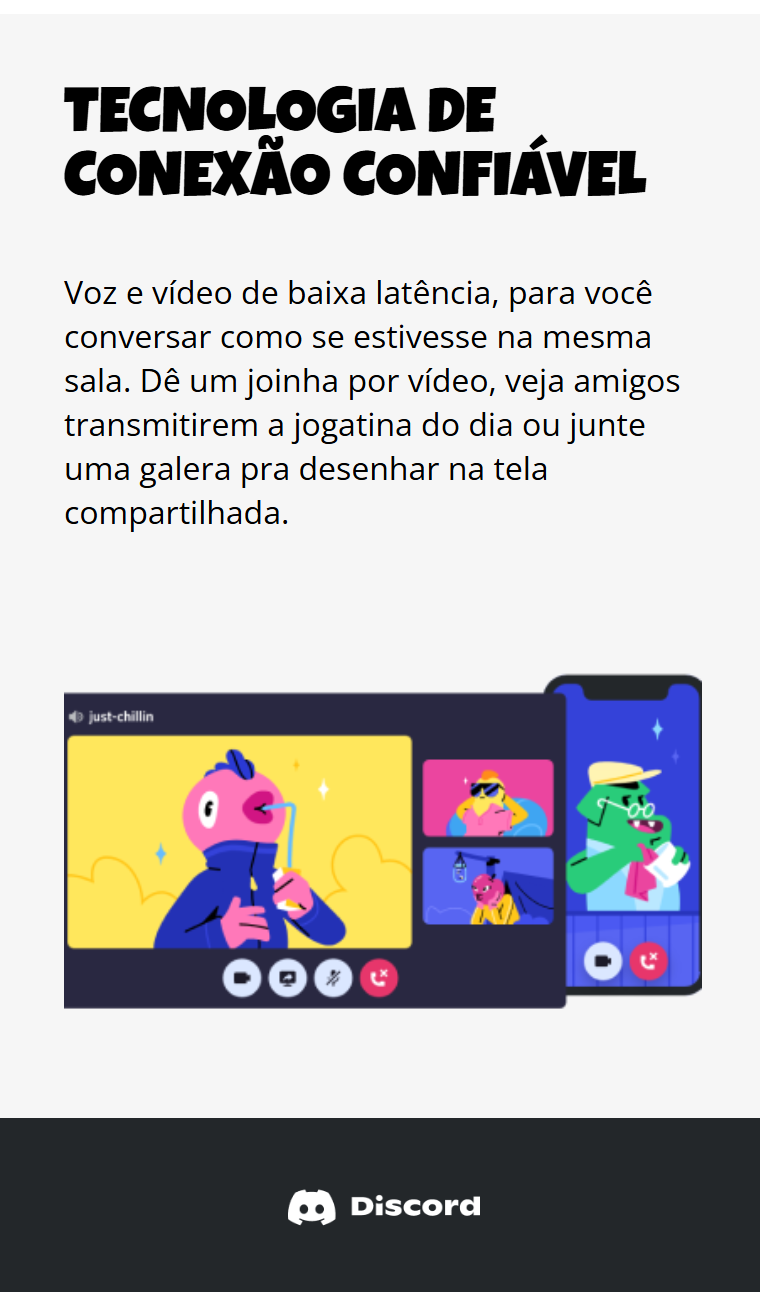 TECNOLOGIA DE
CONEXÃO CONFIÁVEL
Voz e vídeo de baixa latência, para você
conversar como se estivesse na mesma
sala. Dê um joinha por vídeo, veja amigos
transmitirem a jogatina do dia ou junte
uma galera pra desenhar na tela
compartilhada.
just-chillin
Discord